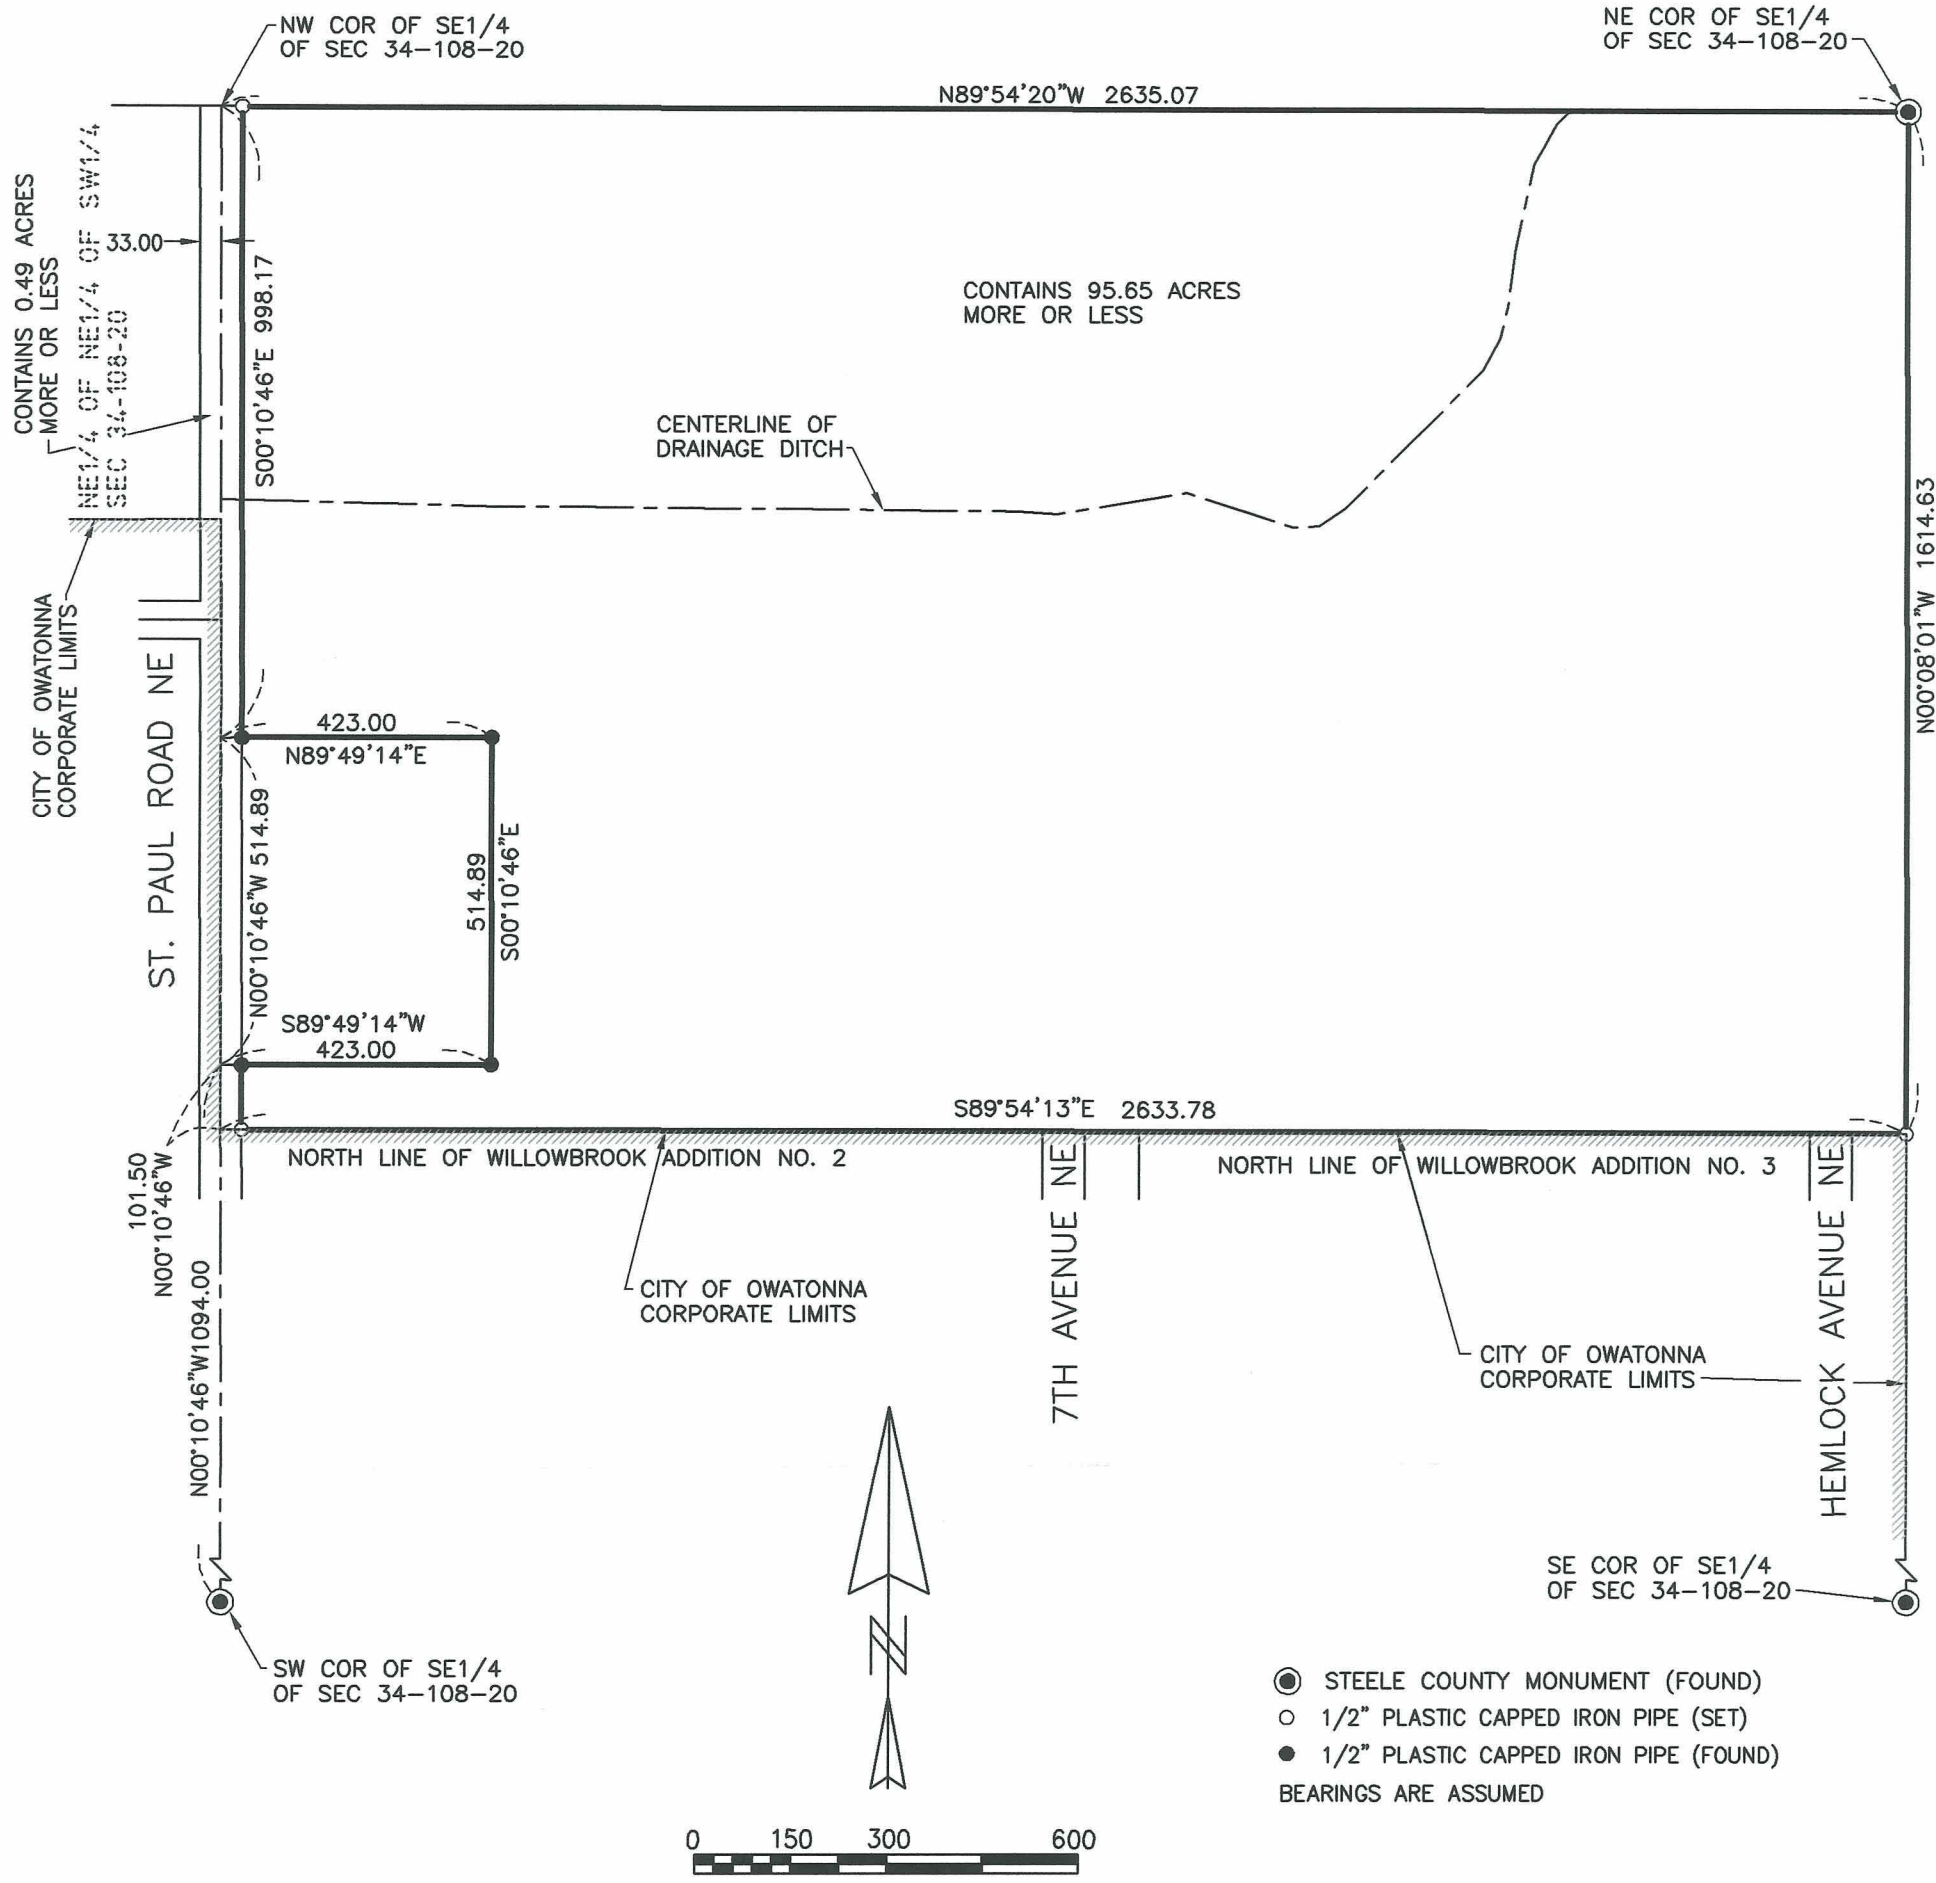 NW COR OF SE1/4
OF SEC 34-108-20
NE COR OF SE1/4
OF SEC 34-108-20
N89°54'20"W 2635.07
CONTAINS 0.49 ACRES
MORE OR LESS
NE1/4 OF NE1/4 OF SW1/4
SEC 34-108-20
33.00
S00°10'46"E 998.17
CONTAINS 95.65 ACRES
MORE OR LESS
CENTERLINE OF
DRAINAGE DITCH
N00°08'01"W 1614.63
CITY OF OWATONNA
CORPORATE LIMITS
ST. PAUL ROAD NE
423.00
N89°49'14"E
N00°10'46"W 514.89
514.89
S00°10'46"E
S89°49'14"W
423.00
S89°54'13"E 2633.78
NORTH LINE OF WILLOWBROOK ADDITION NO. 2
NORTH LINE OF WILLOWBROOK ADDITION NO. 3
101.50
N00°10'46"W
N00°10'46"W1094.00
CITY OF OWATONNA
CORPORATE LIMITS
7TH AVENUE NE
CITY OF OWATONNA
CORPORATE LIMITS
HEMLOCK AVENUE NE
SE COR OF SE1/4
OF SEC 34-108-20
SW COR OF SE1/4
OF SEC 34-108-20
N
STEELE COUNTY MONUMENT (FOUND)
1/2" PLASTIC CAPPED IRON PIPE (SET)
1/2" PLASTIC CAPPED IRON PIPE (FOUND)
BEARINGS ARE ASSUMED
0 150 300 600